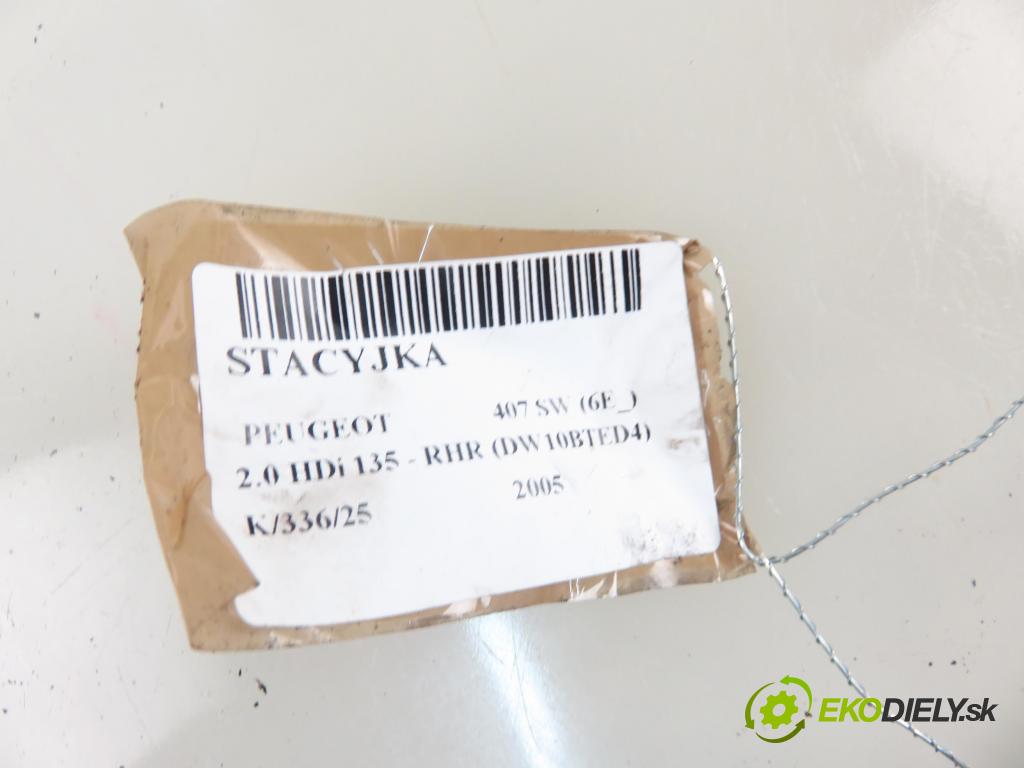 STACYJKA
PEUGEOT 407 SW (6E_)
2.0 HDi 135 - RHR (DW10BTED4)
K/336/25 2005
EKODIELY.sk